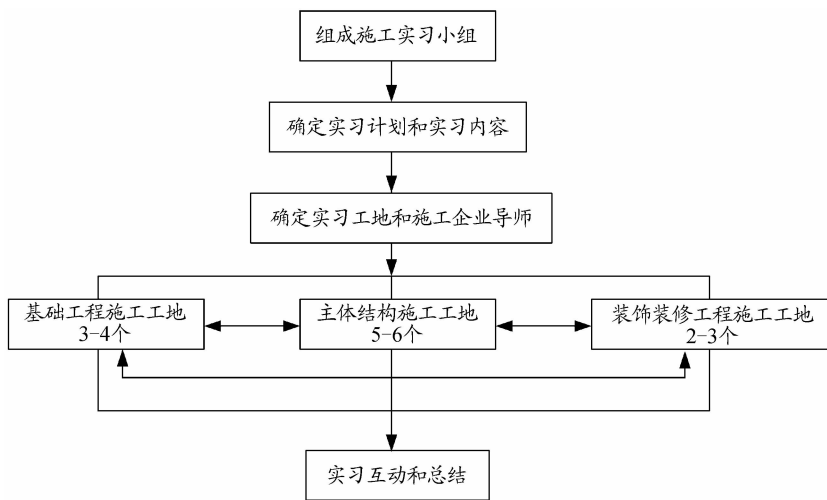 组成施工实习小组
确定实习计划和实习内容
确定实习工地和施工企业导师
基础工程施工工地
3-4个
主体结构施工工地
5-6个
装饰装修工程施工工地
2-3个
实习互动和总结